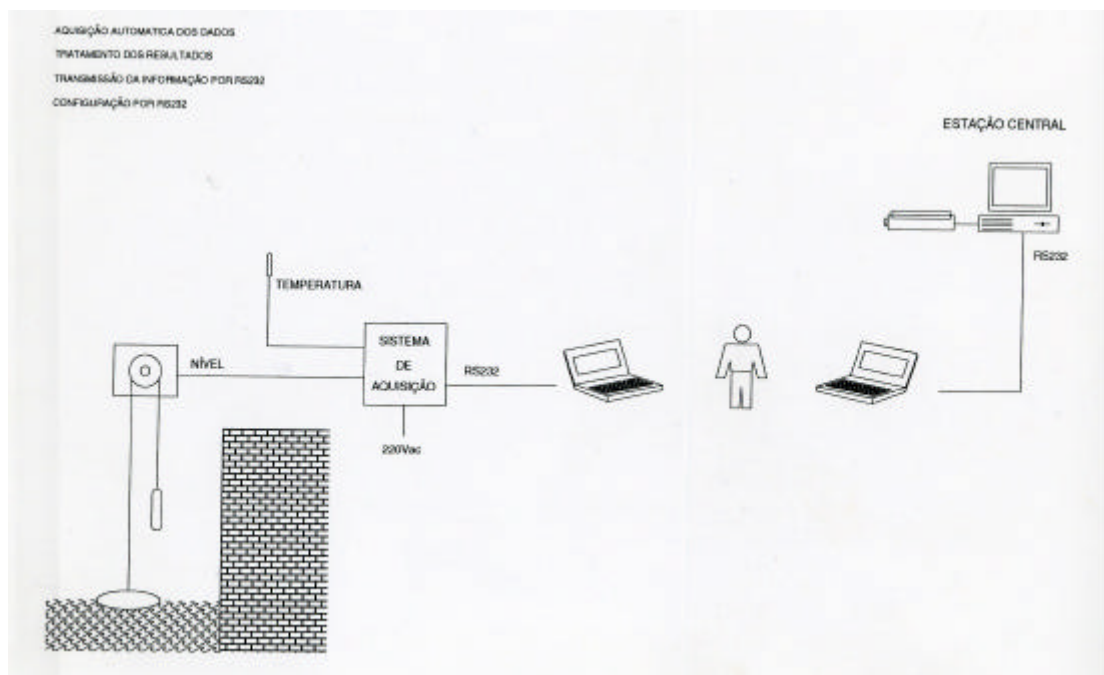 AQUISIÇÃO AUTOMATICA DOS DADOS
TRATAMENTO DOS RESULTADOS
TRANSMISSÃO DA INFORMAÇÃO POR RS232
CONFIGURAÇÃO POR RS232
ESTAÇÃO CENTRAL
RS232
TEMPERATURA
SISTEMA
DE
AQUISIÇÃO
NÍVEL
RS232
220Vac